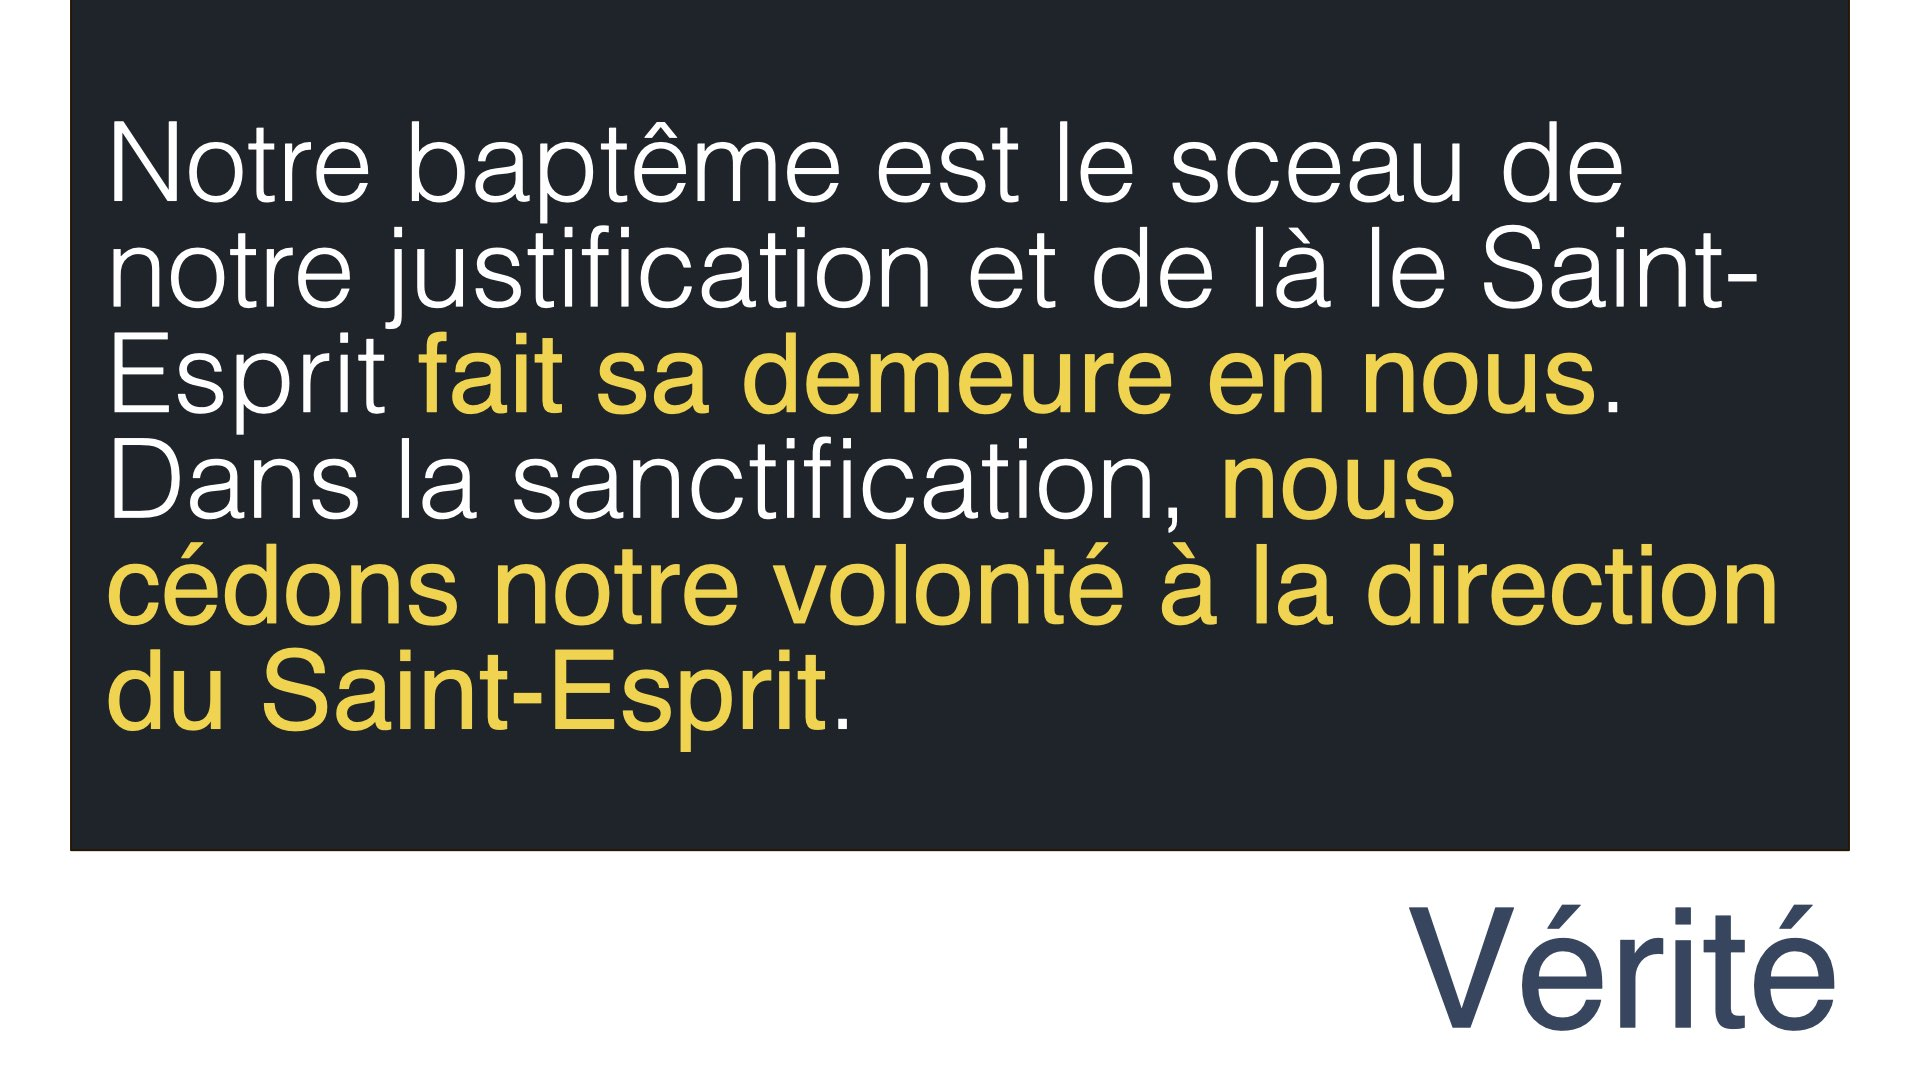 Notre baptême est le sceau de
notre justification et de là le Saint-
Esprit fait sa demeure en nous.
Dans la sanctification, nous
cédons notre volonté à la direction
du Saint-Esprit.
Vérité